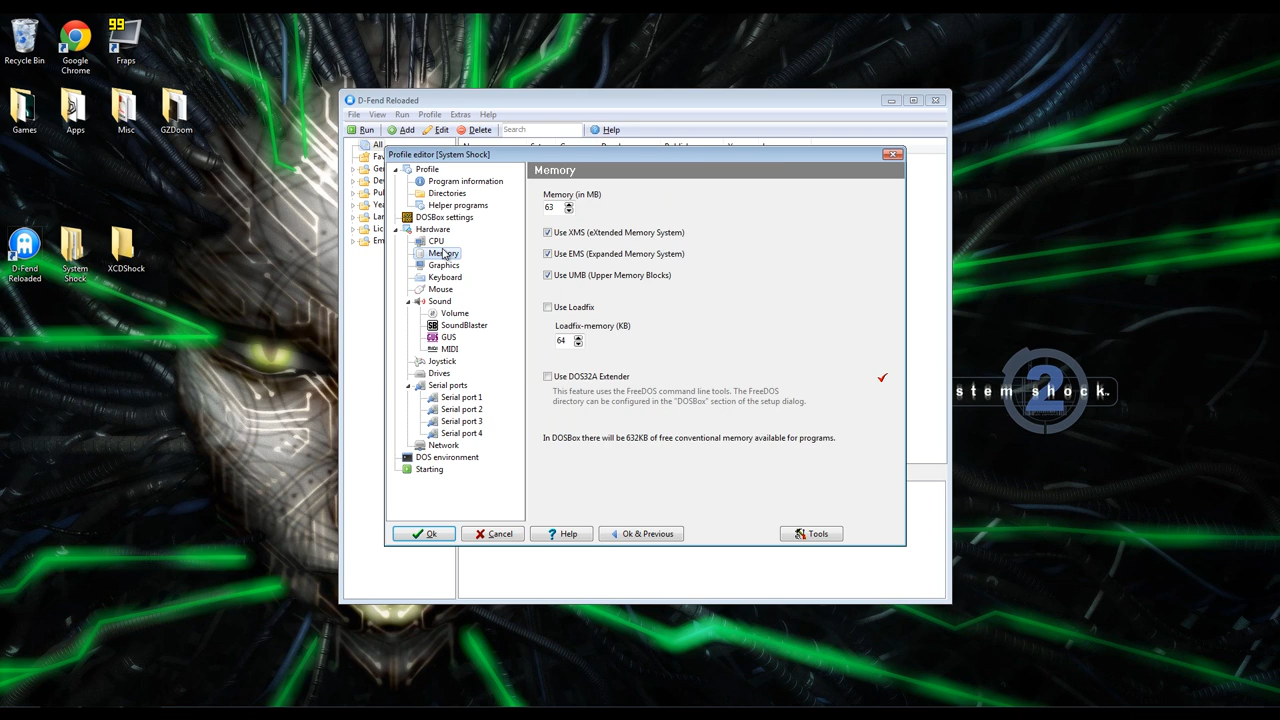 99
Recycle Bin
Google Chrome
Fraps
Games
Apps
Misc
GZDoom
D-Fend Reloaded
System Shock
XCDShock
D-Fend Reloaded
File View Run Profile Extras Help
Run Add Edit Delete Search Help
All
Profile editor [System Shock]
Profile
Program information
Directories
Helper programs
DOSBox settings
Hardware
CPU
Memory
Graphics
Keyboard
Mouse
Sound
Volume
SB SoundBlaster
GUS GUS
MIDI
Joystick
Drives
Serial ports
Serial port 1
Serial port 2
Serial port 3
Serial port 4
Network
DOS environment
Starting
Memory
Memory (in MB)
63
Use XMS (eXtended Memory System)
Use EMS (Expanded Memory System)
Use UMB (Upper Memory Blocks)
Use Loadfix
Loadfix-memory (KB)
64
Use DOS32A Extender
This feature uses the FreeDOS command line tools. The FreeDOS
directory can be configured in the "DOSBox" section of the setup dialog.
In DOSBox there will be 632KB of free conventional memory available for programs.
Ok Cancel Help Ok & Previous Tools
stem shock.
2